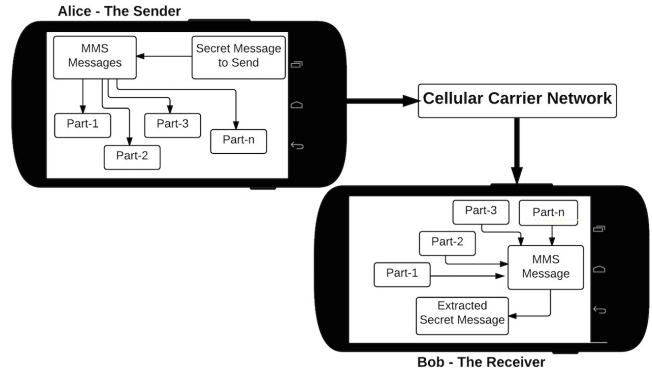 Alice - The Sender
MMS
Messages
Secret Message
to Send
Part-1
Part-2
Part-3
Part-n
Cellular Carrier Network
Part-3
Part-n
Part-2
Part-1
MMS
Message
Extracted
Secret Message
Bob - The Receiver